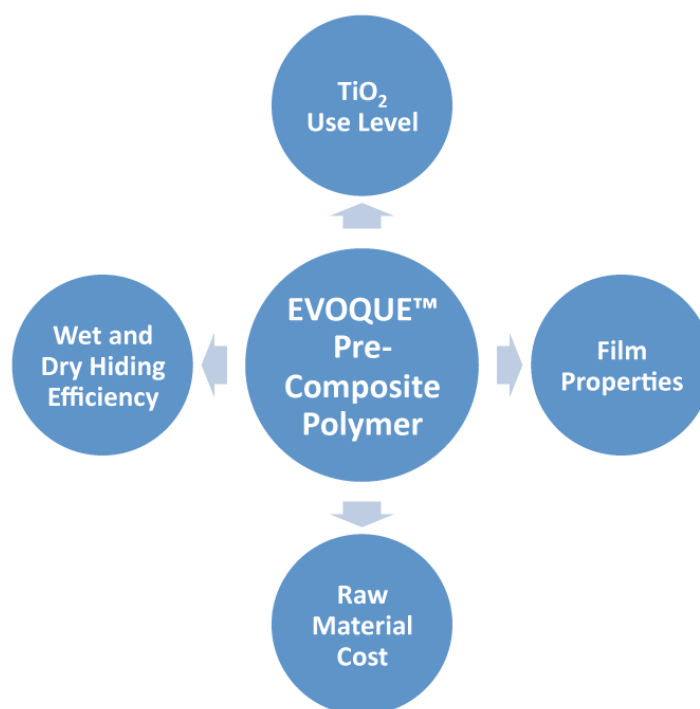 TiO₂
Use Level
Wet and
Dry Hiding
Efficiency
EVOQUE™
Pre-
Composite
Polymer
Film
Properties
Raw
Material
Cost